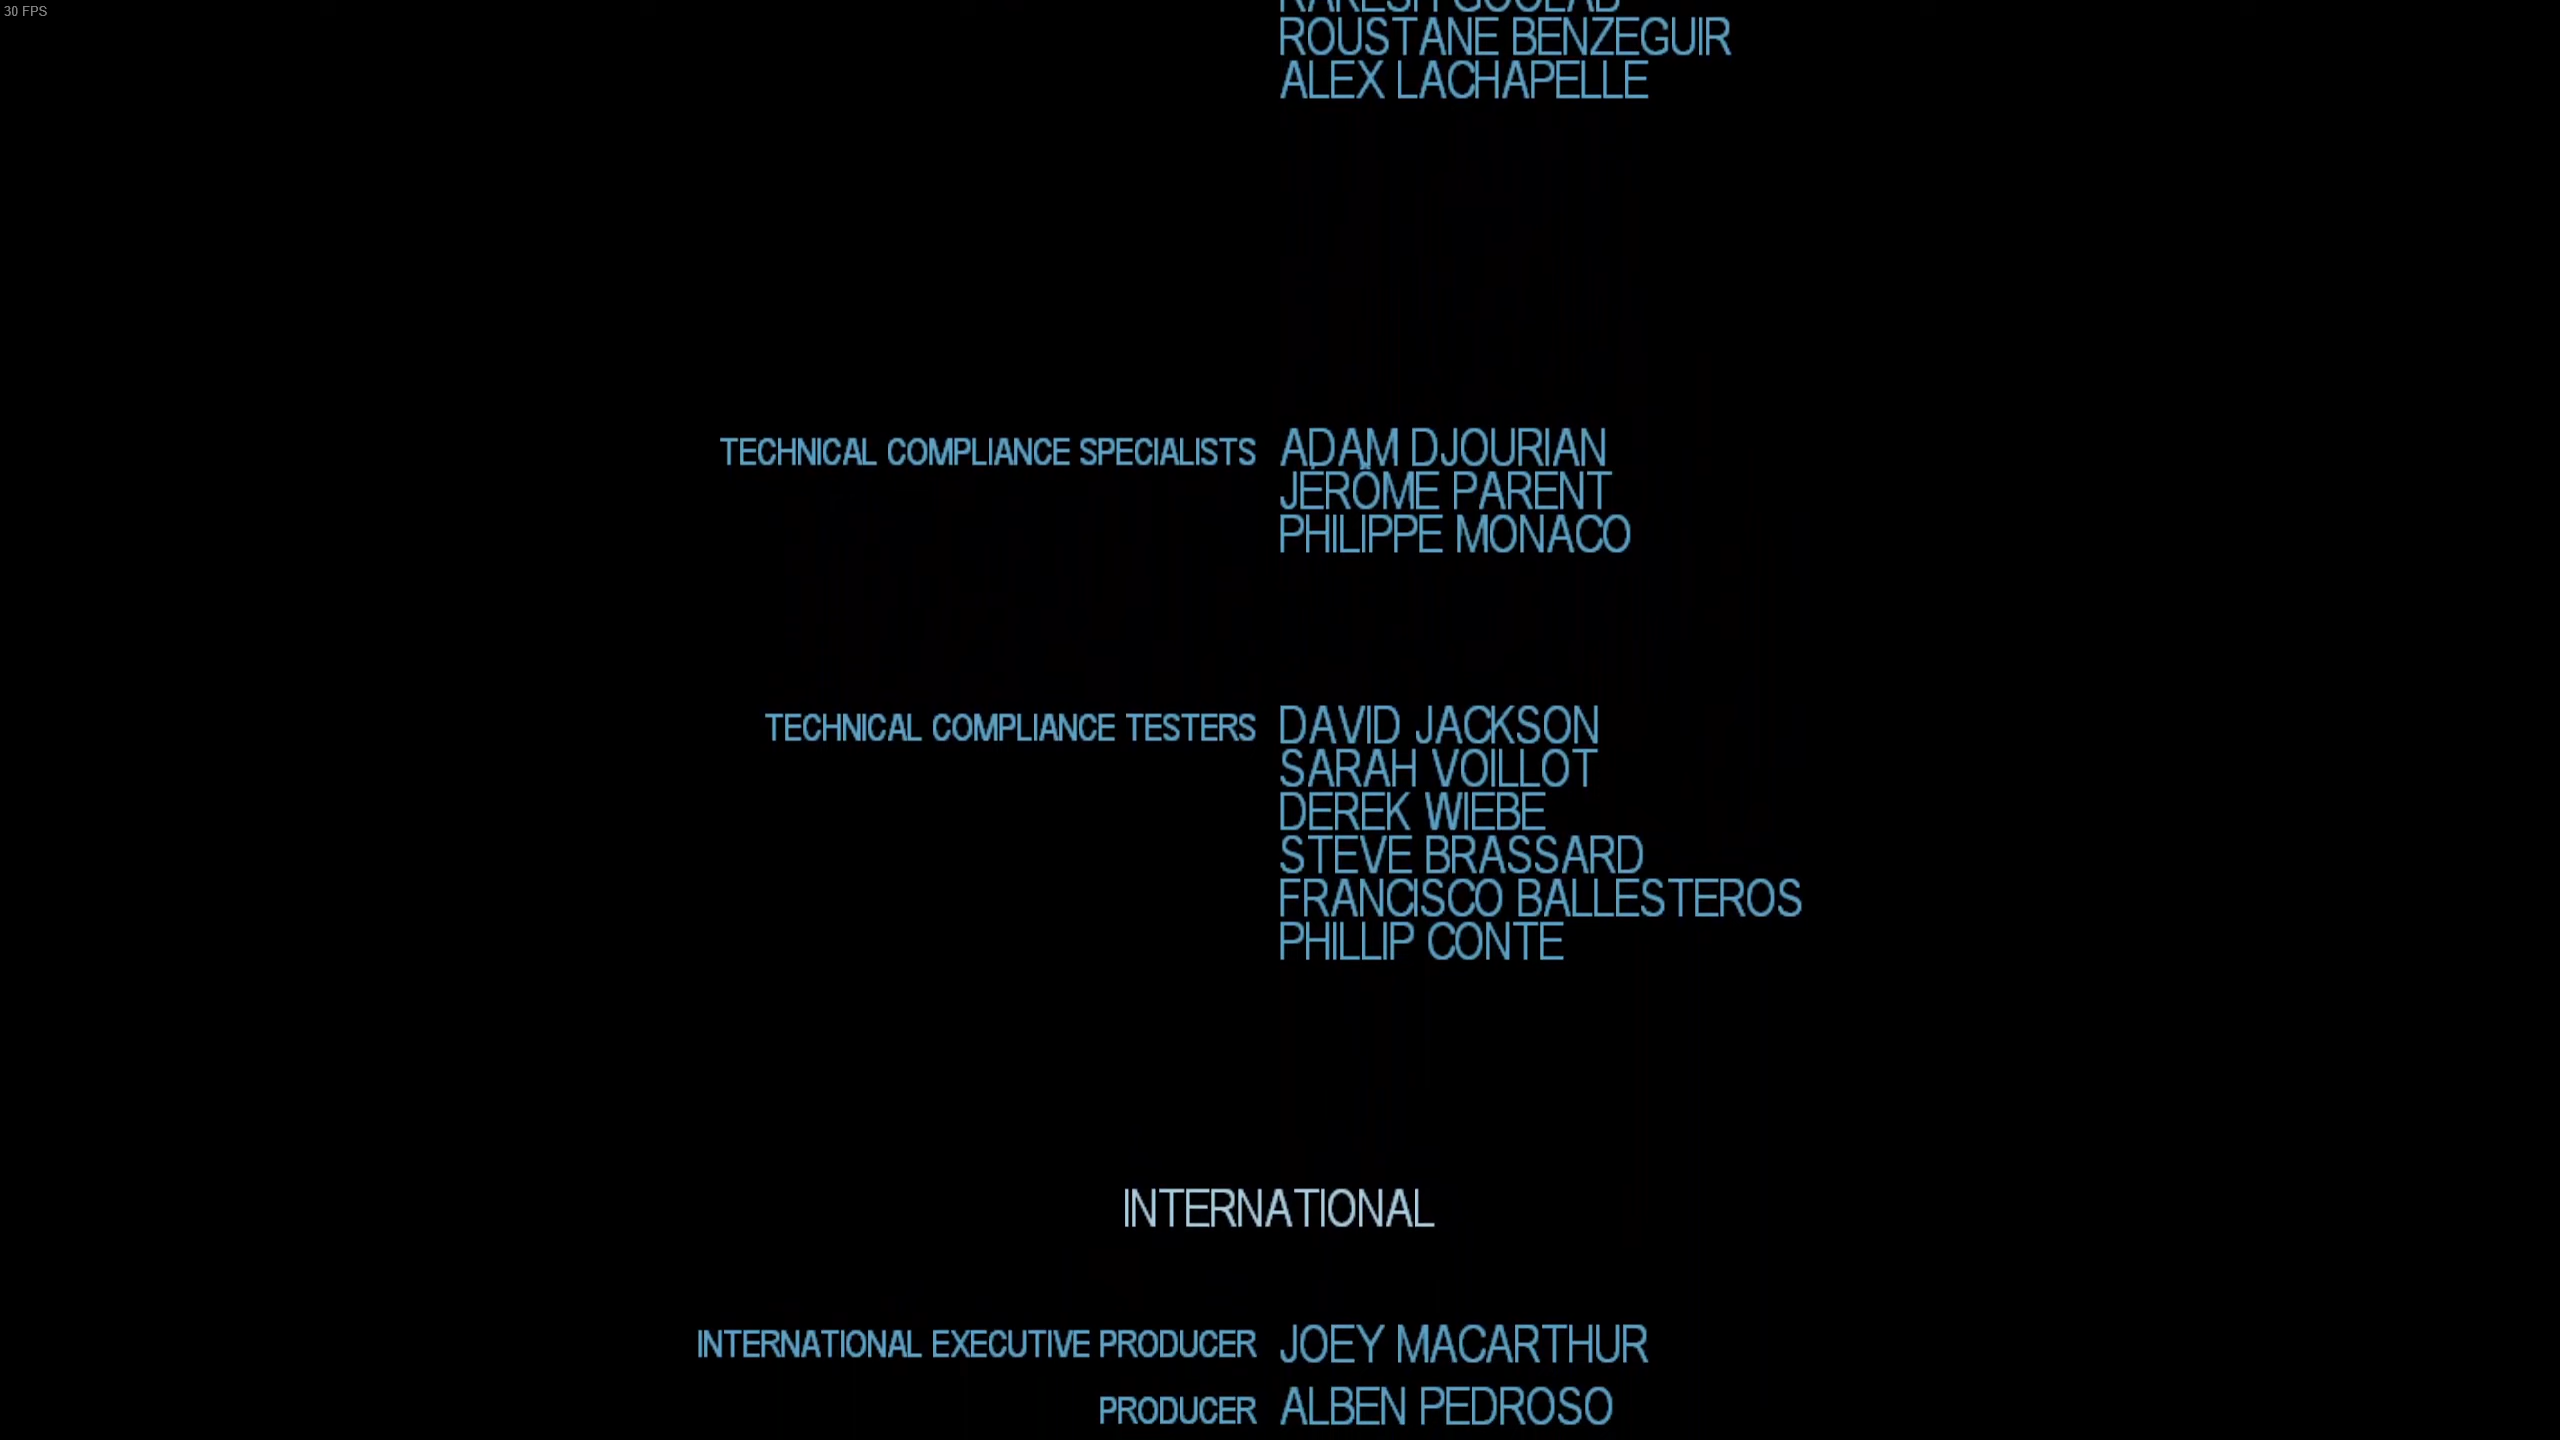 30 FPS
RAKESH GOOLAB
ROUSTANE BENZEGUIR
ALEX LACHAPELLE
TECHNICAL COMPLIANCE SPECIALISTS ADAM DJOURIAN
JÉRÔME PARENT
PHILIPPE MONACO
TECHNICAL COMPLIANCE TESTERS DAVID JACKSON
SARAH VOILLOT
DEREK WIEBE
STEVE BRASSARD
FRANCISCO BALLESTEROS
PHILLIP CONTE
INTERNATIONAL
INTERNATIONAL EXECUTIVE PRODUCER JOEY MACARTHUR
PRODUCER ALBEN PEDROSO